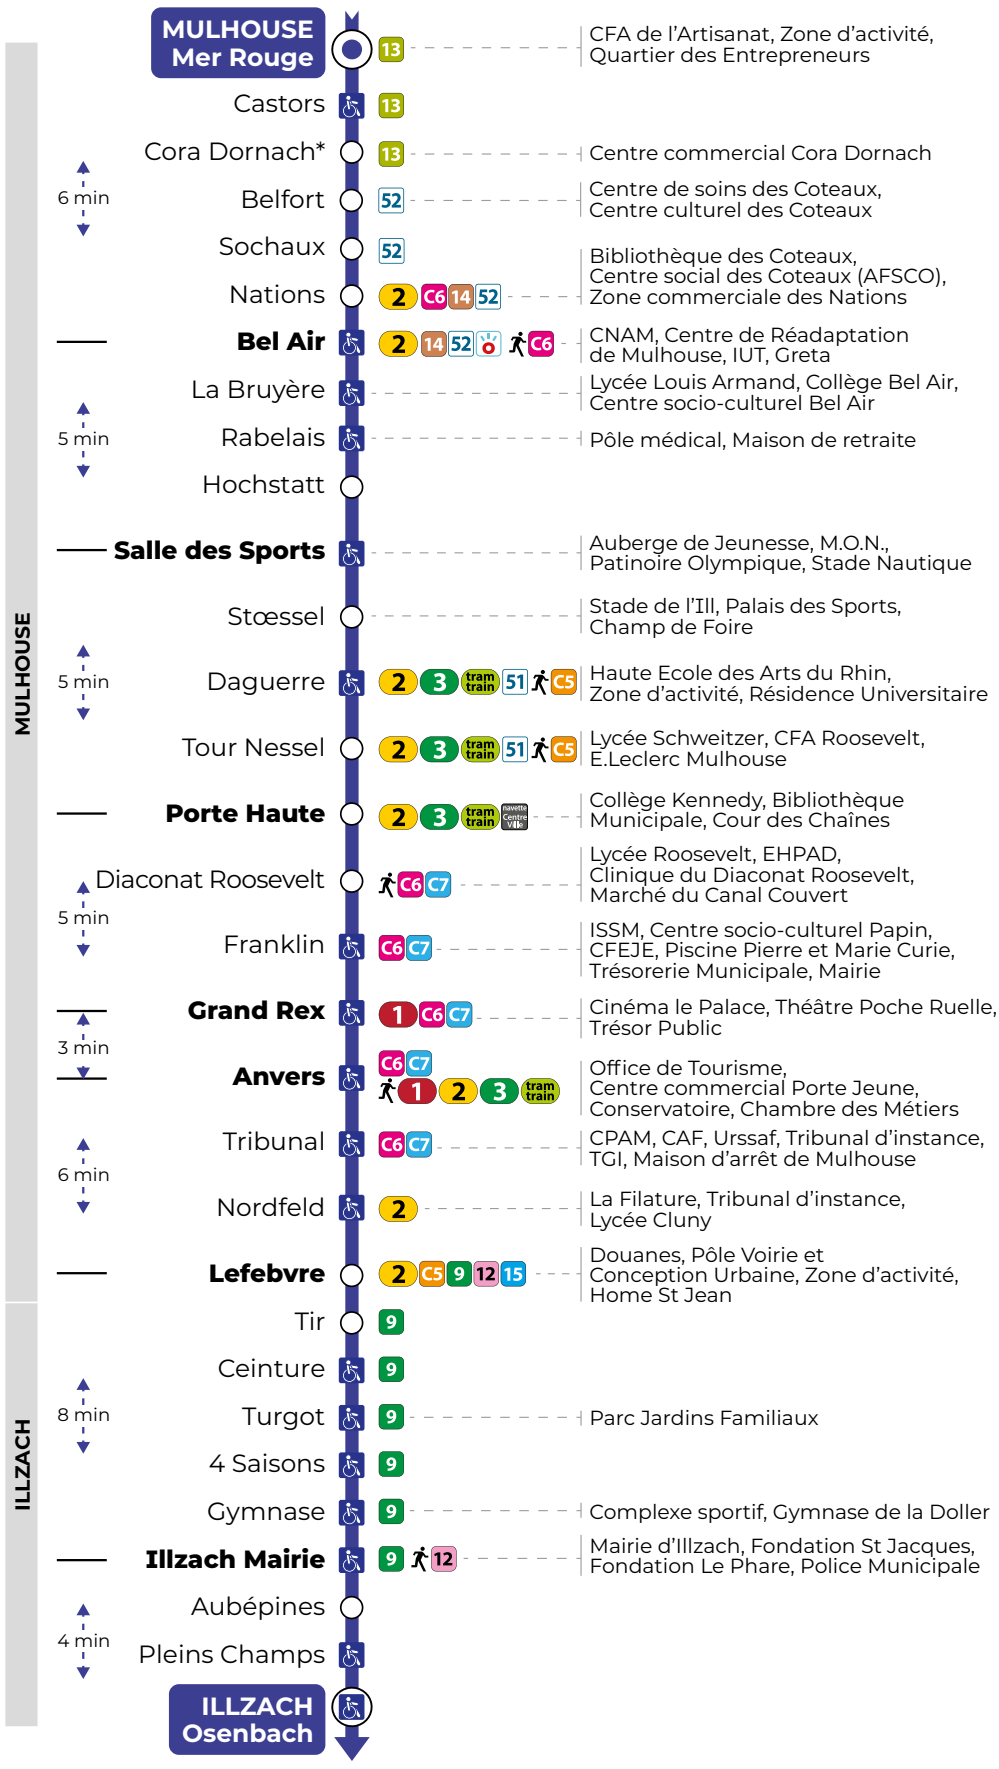 MULHOUSE
Mer Rouge
13
CFA de l'Artisanat, Zone d'activité,
Quartier des Entrepreneurs
Castors
13
Cora Dornach*
13
Centre commercial Cora Dornach
6 min
Belfort
52
Centre de soins des Coteaux,
Centre culturel des Coteaux
Sochaux
52
Nations
2 C6 14 52
Bibliothèque des Coteaux,
Centre social des Coteaux (AFSCO),
Zone commerciale des Nations
Bel Air
2 14 52 C6
CNAM, Centre de Réadaptation
de Mulhouse, IUT, Greta
La Bruyère
Lycée Louis Armand, Collège Bel Air,
Centre socio-culturel Bel Air
5 min
Rabelais
Pôle médical, Maison de retraite
Hochstatt
Salle des Sports
Auberge de Jeunesse, M.O.N.,
Patinoire Olympique, Stade Nautique
MULHOUSE
Stœssel
Stade de l'Ill, Palais des Sports,
Champ de Foire
5 min
Daguerre
2 3 tram train 51 C5
Haute Ecole des Arts du Rhin,
Zone d'activité, Résidence Universitaire
Tour Nessel
2 3 tram train 51 C5
Lycée Schweitzer, CFA Roosevelt,
E.Leclerc Mulhouse
Porte Haute
2 3 tram train navette Centre Ville
Collège Kennedy, Bibliothèque
Municipale, Cour des Chaînes
Diaconat Roosevelt
C6 C7
Lycée Roosevelt, EHPAD,
Clinique du Diaconat Roosevelt,
Marché du Canal Couvert
5 min
Franklin
C6 C7
ISSM, Centre socio-culturel Papin,
CFEJE, Piscine Pierre et Marie Curie,
Trésorerie Municipale, Mairie
Grand Rex
1 C6 C7
Cinéma le Palace, Théâtre Poche Ruelle,
Trésor Public
3 min
Anvers
C6 C7
1 2 3 tram train
Office de Tourisme,
Centre commercial Porte Jeune,
Conservatoire, Chambre des Métiers
Tribunal
C6 C7
CPAM, CAF, Urssaf, Tribunal d'instance,
TGI, Maison d'arrêt de Mulhouse
6 min
Nordfeld
2
La Filature, Tribunal d'instance,
Lycée Cluny
Lefebvre
2 C5 9 12 15
Douanes, Pôle Voirie et
Conception Urbaine, Zone d'activité,
Home St Jean
Tir
9
Ceinture
9
8 min
Turgot
9
Parc Jardins Familiaux
ILLZACH
4 Saisons
9
Gymnase
9
Complexe sportif, Gymnase de la Doller
Illzach Mairie
9 12
Mairie d'Illzach, Fondation St Jacques,
Fondation Le Phare, Police Municipale
Aubépines
4 min
Pleins Champs
ILLZACH
Osenbach